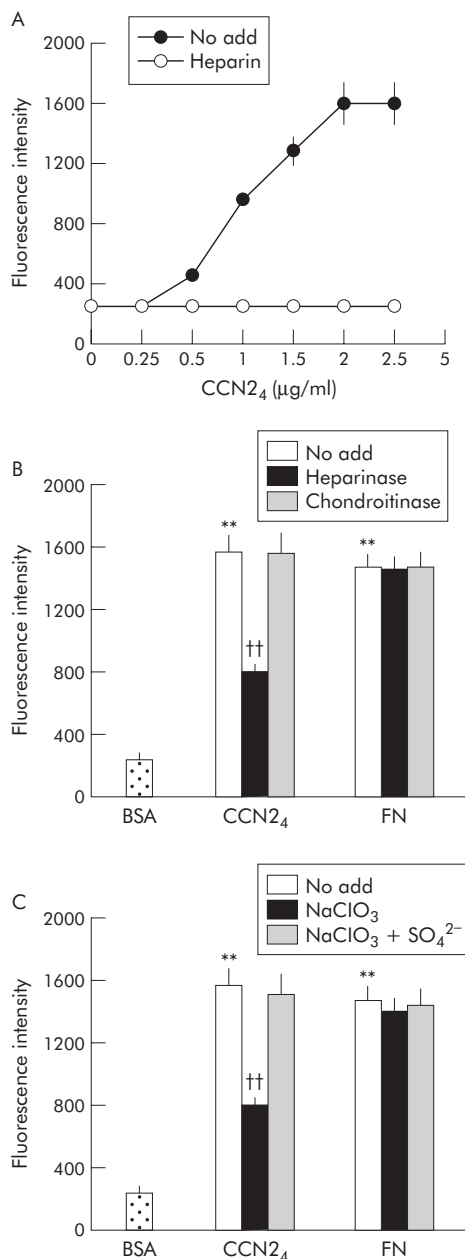 A
No add
Heparin
2000
1600
1200
800
400
0
Fluorescence intensity
0 0.25 0.5 1 1.5 2 2.5 5
CCN2₄ (µg/ml)
B
No add
Heparinase
Chondroitinase
2000
1600
1200
800
400
0
Fluorescence intensity
**
††
**
BSA CCN2₄ FN
C
No add
NaClO₃
NaClO₃ + SO₄²⁻
2000
1600
1200
800
400
0
Fluorescence intensity
**
††
**
BSA CCN2₄ FN